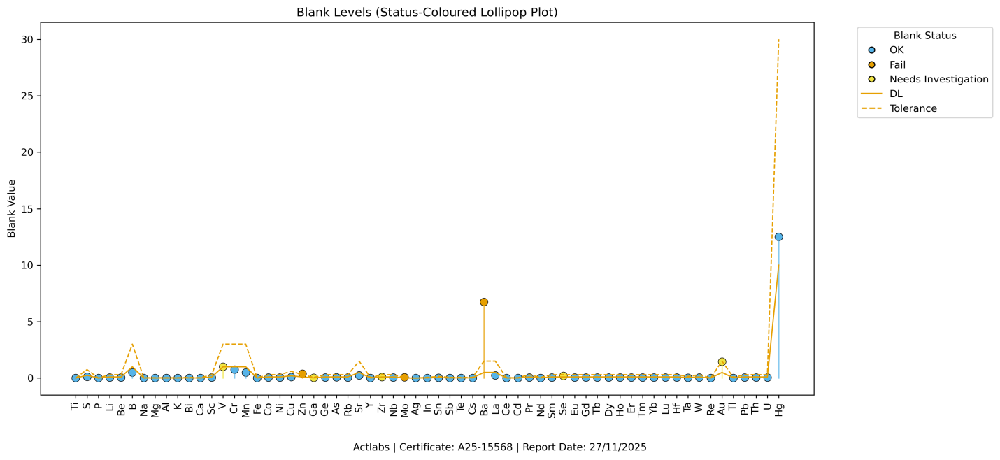 Blank Levels (Status-Coloured Lollipop Plot)
Blank Value
30
25
20
15
10
5
0
Ti S P Li Be B Na Mg Al K Bi Ca Sc V Cr Mn Fe Co Ni Cu Zn Ga Ge As Rb Sr Y Zr Nb Mo Ag In Sn Sb Te Cs Ba La Ce Cd Pr Nd Sm Se Eu Gd Tb Dy Ho Er Tm Yb Lu Hf Ta W Re Au Tl Pb Th U Hg
Blank Status
OK
Fail
Needs Investigation
DL
Tolerance
Actlabs | Certificate: A25-15568 | Report Date: 27/11/2025